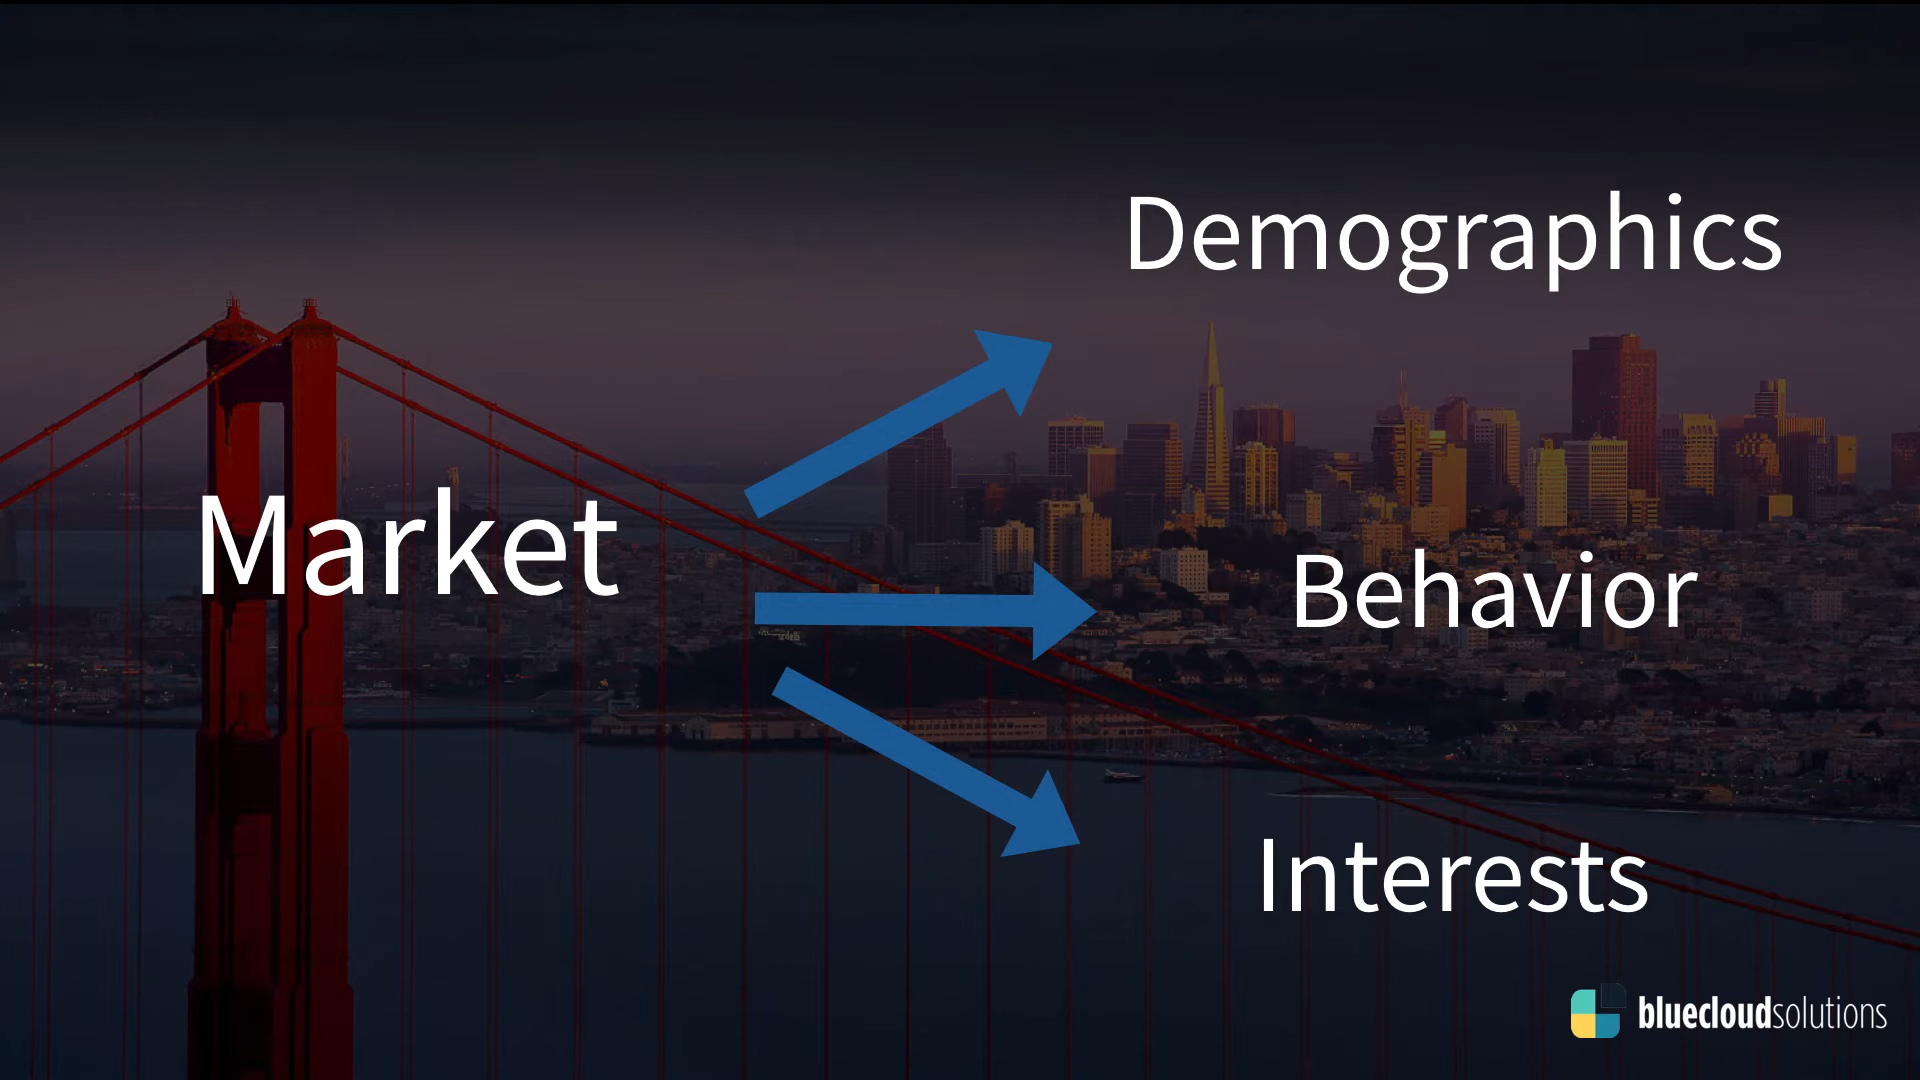 Demographics
Market
Behavior
Interests
bluecloudsolutions